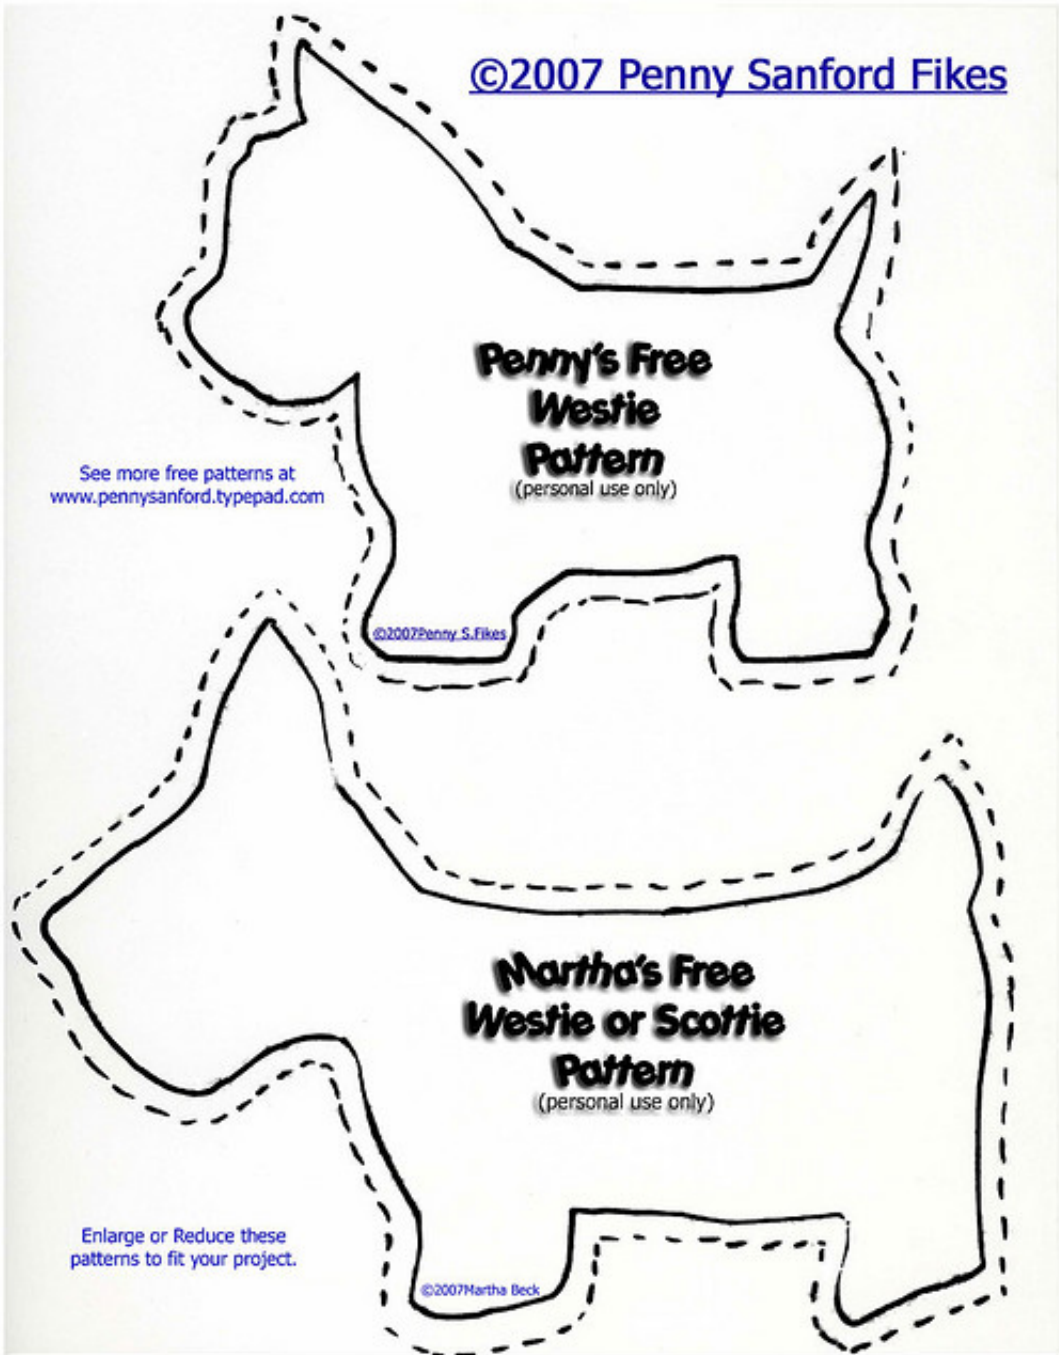 ©2007 Penny Sanford Fikes
Penny's Free
Westie
Pattern
(personal use only)
See more free patterns at
www.pennysanford.typepad.com
©2007Penny S.Fikes
Martha's Free
Westie or Scottie
Pattern
(personal use only)
Enlarge or Reduce these
patterns to fit your project.
©2007Martha Beck